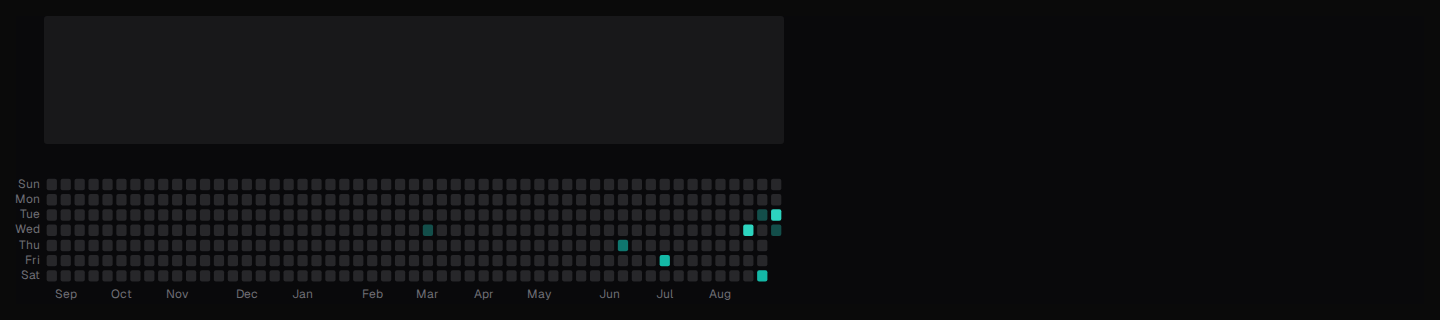 Sun
Mon
Tue
Wed
Thu
Fri
Sat
Sep Oct Nov Dec Jan Feb Mar Apr May Jun Jul Aug